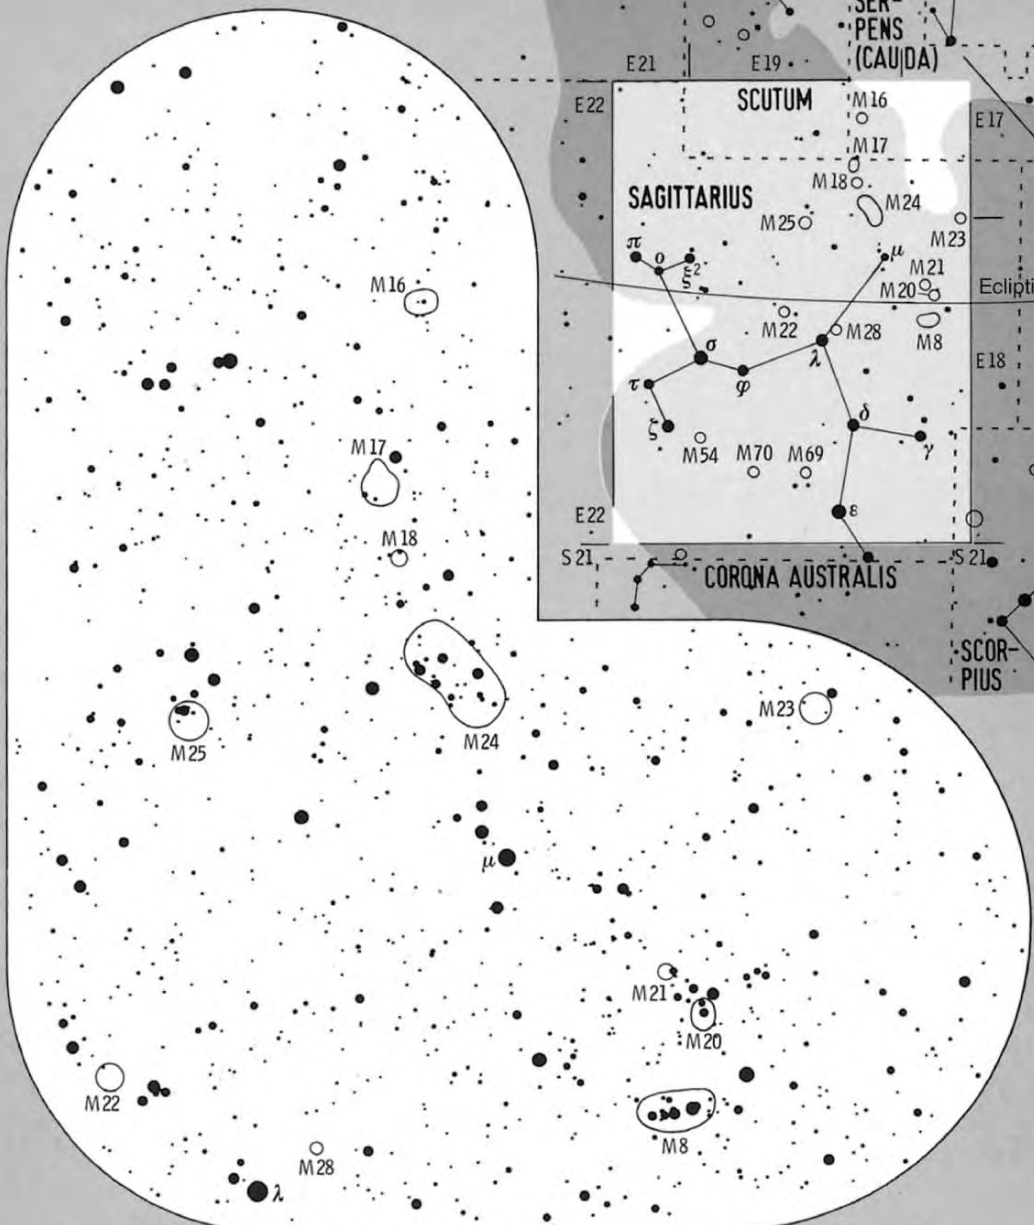 SER-
PENS
(CAUDA)
E21
E19
E22
SCUTUM
M16
E17
M17
M18
SAGITTARIUS
M24
M25
M23
π
ο
ξ²
μ
M21
M20
Ecliptic
M22
M28
M8
σ
λ
E18
τ
φ
δ
ζ
M54
M70
M69
γ
ε
E22
S21
S21
CORONA AUSTRALIS
SCOR-
PIUS
M16
M17
M18
M23
M25
M24
μ
M21
M20
M22
M8
M28
λ